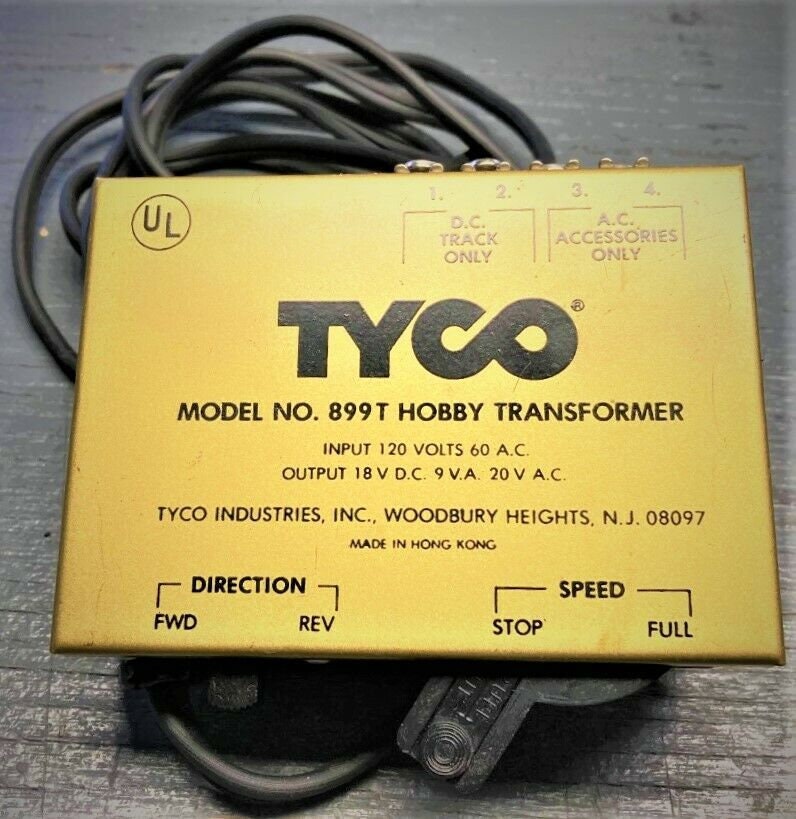 UL
1. 2. 3. 4.
D.C. TRACK ONLY
A.C. ACCESSORIES ONLY
TYCO®
MODEL NO. 899T HOBBY TRANSFORMER
INPUT 120 VOLTS 60 A.C.
OUTPUT 18 V D.C. 9 V.A. 20 V A.C.
TYCO INDUSTRIES, INC., WOODBURY HEIGHTS, N.J. 08097
MADE IN HONG KONG
DIRECTION
FWD REV
SPEED
STOP FULL